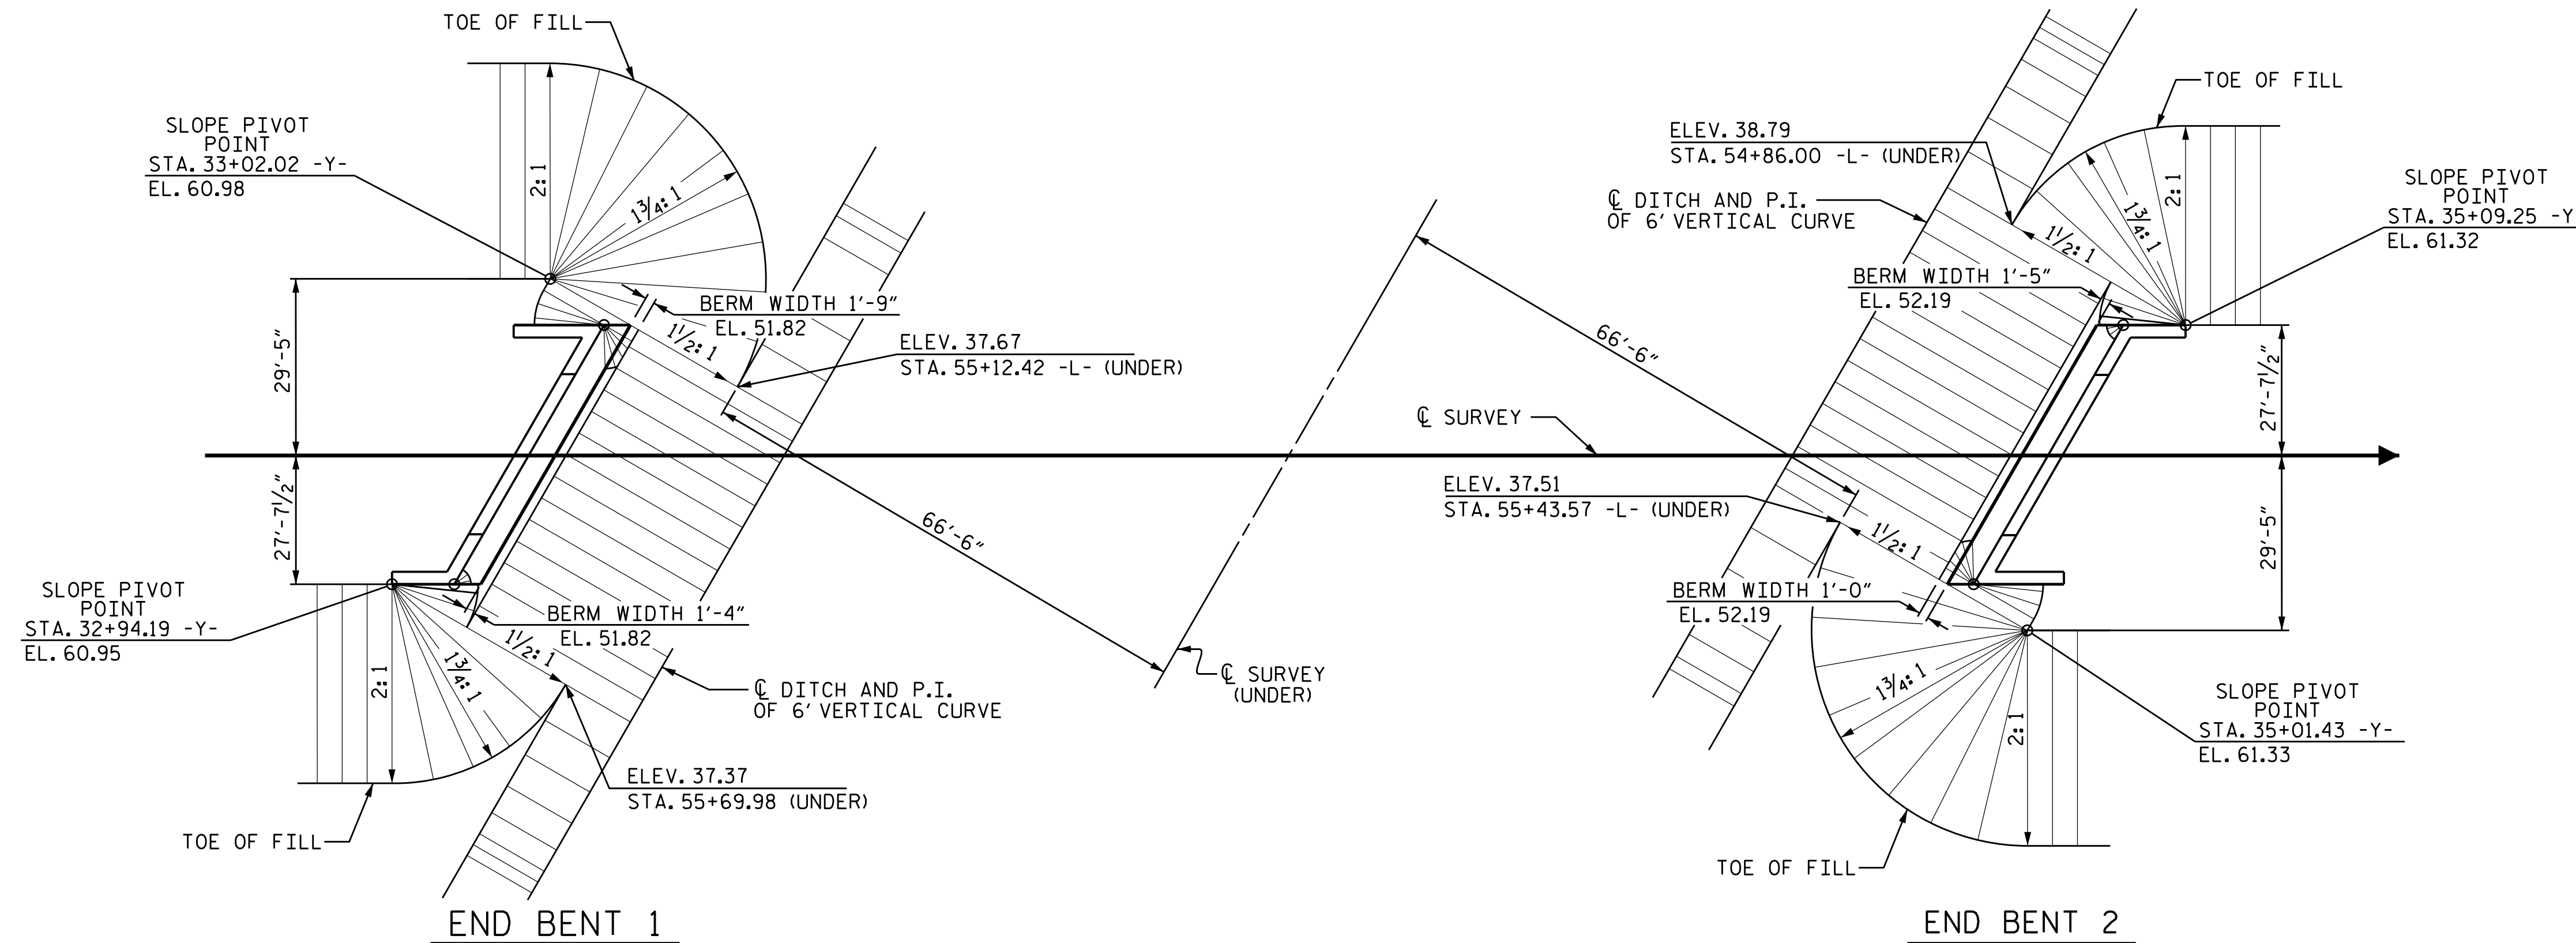 TOE OF FILL
SLOPE PIVOT
POINT
STA. 33+02.02 -Y-
EL. 60.98
2:1
1¾:1
BERM WIDTH 1'-9"
EL. 51.82
1½:1
ELEV. 37.67
STA. 55+12.42 -L- (UNDER)
29'-5"
27'-7½"
SLOPE PIVOT
POINT
STA. 32+94.19 -Y-
EL. 60.95
BERM WIDTH 1'-4"
EL. 51.82
1½:1
1¾:1
2:1
℄ DITCH AND P.I.
OF 6' VERTICAL CURVE
ELEV. 37.37
STA. 55+69.98 (UNDER)
TOE OF FILL
END BENT 1
66'-6"
℄ SURVEY
(UNDER)
66'-6"
℄ SURVEY
ELEV. 38.79
STA. 54+86.00 -L- (UNDER)
℄ DITCH AND P.I.
OF 6' VERTICAL CURVE
TOE OF FILL
2:1
1¾:1
1½:1
SLOPE PIVOT
POINT
STA. 35+09.25 -Y
EL. 61.32
BERM WIDTH 1'-5"
EL. 52.19
27'-7½"
29'-5"
ELEV. 37.51
STA. 55+43.57 -L- (UNDER)
1½:1
BERM WIDTH 1'-0"
EL. 52.19
1¾:1
2:1
SLOPE PIVOT
POINT
STA. 35+01.43 -Y-
EL. 61.33
TOE OF FILL
END BENT 2